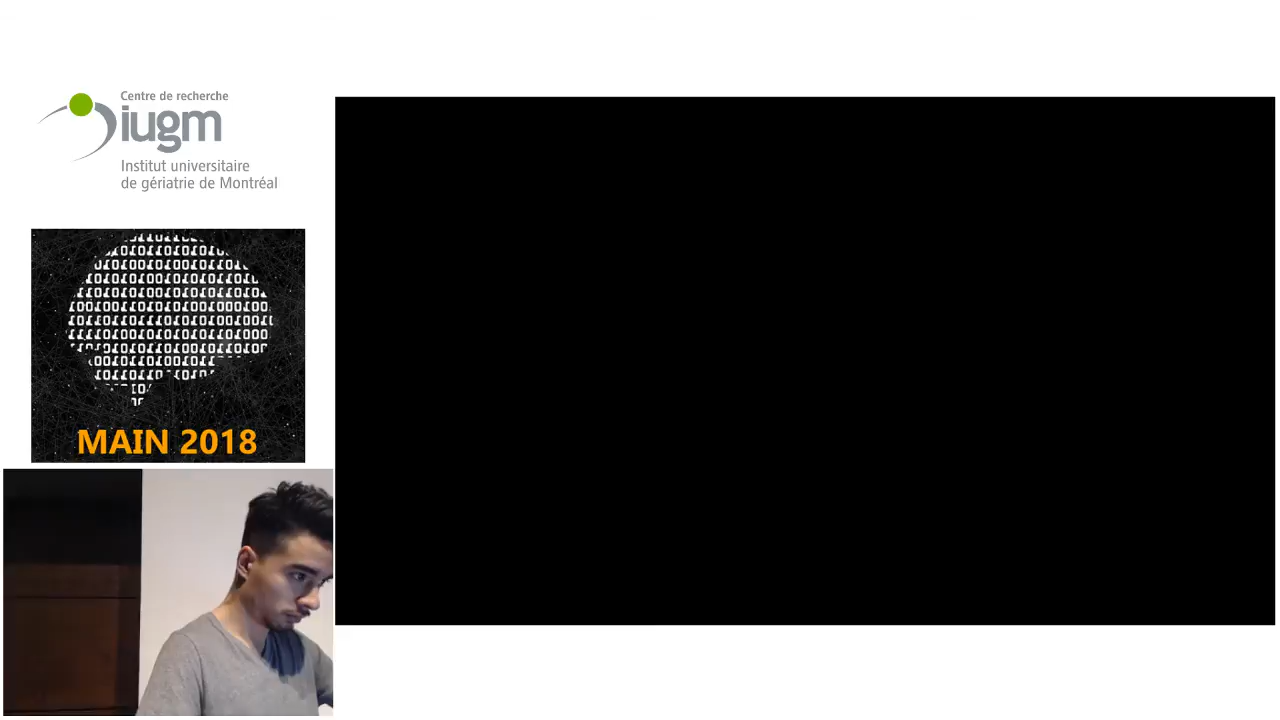 Centre de recherche
iugm
Institut universitaire
de gériatrie de Montréal
MAIN 2018